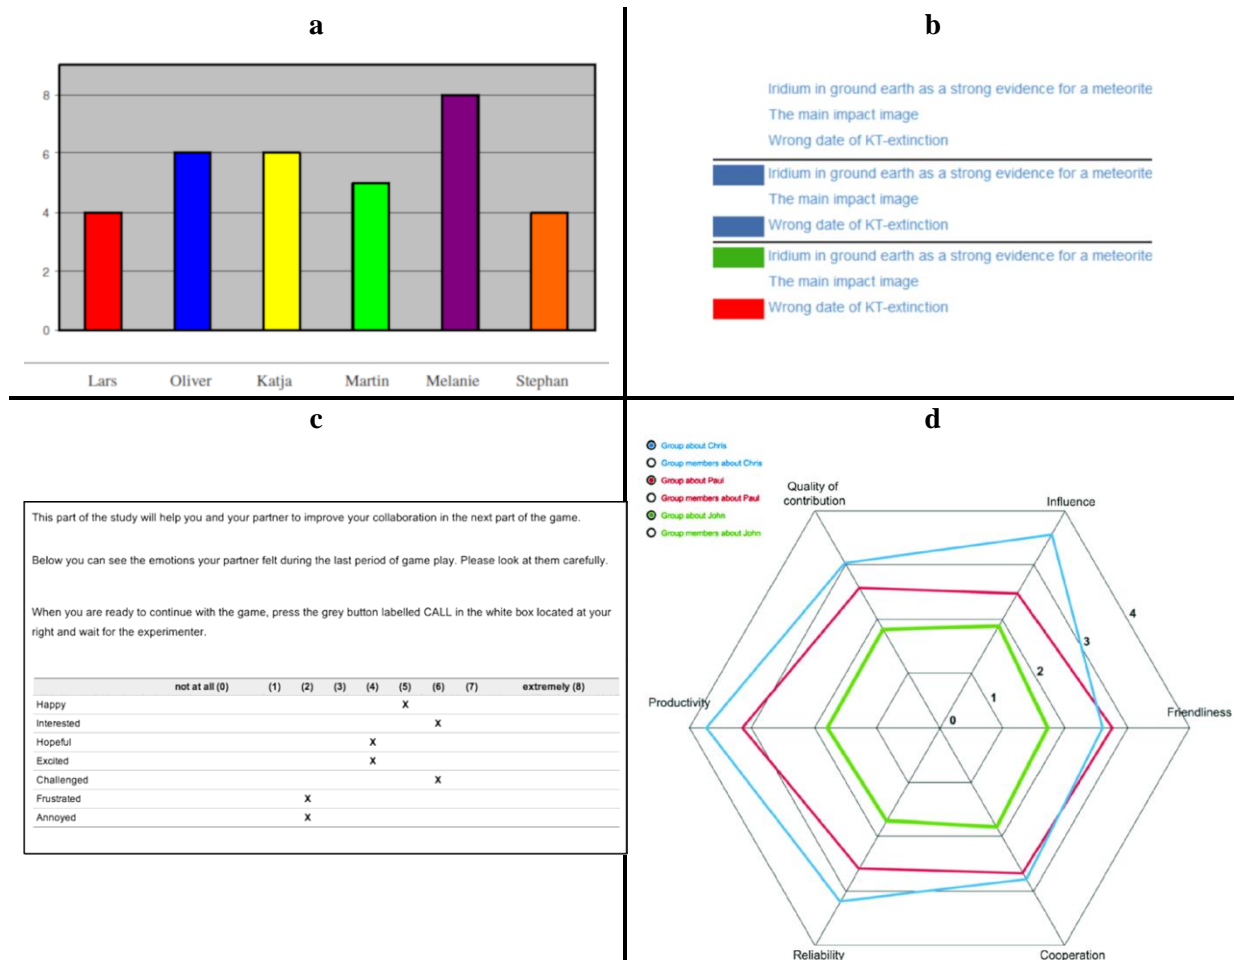 a
8
6
4
2
0
Lars Oliver Katja Martin Melanie Stephan
b
Iridium in ground earth as a strong evidence for a meteorite
The main impact image
Wrong date of KT-extinction
Iridium in ground earth as a strong evidence for a meteorite
The main impact image
Wrong date of KT-extinction
Iridium in ground earth as a strong evidence for a meteorite
The main impact image
Wrong date of KT-extinction
c
This part of the study will help you and your partner to improve your collaboration in the next part of the game.
Below you can see the emotions your partner felt during the last period of game play. Please look at them carefully.
When you are ready to continue with the game, press the grey button labelled CALL in the white box located at your
right and wait for the experimenter.
not at all (0) (1) (2) (3) (4) (5) (6) (7) extremely (8)
Happy X
Interested X
Hopeful X
Excited X
Challenged X
Frustrated X
Annoyed X
d
Group about Chris
Group members about Chris
Group about Paul
Group members about Paul
Group about John
Group members about John
Quality of
contribution
Influence
4
3
2
1
0
Productivity
Friendliness
Reliability
Cooperation